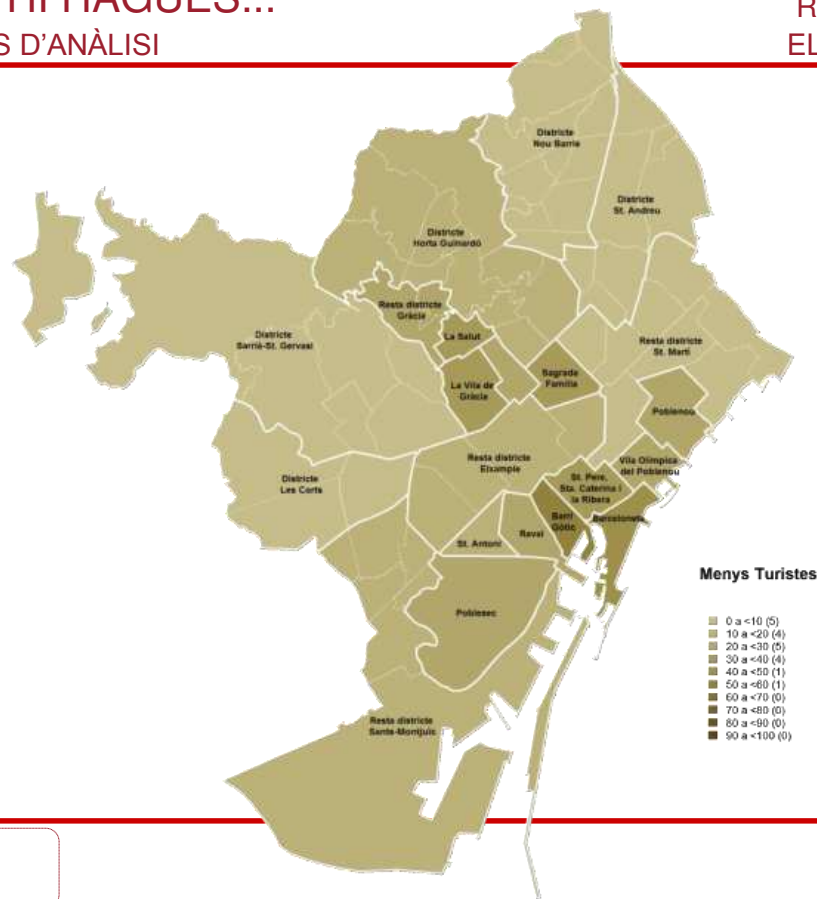 HI HAGUÉS...
S D'ANÀLISI
R
EL
Districte
Nou Barris
Districte
St. Andreu
Districte
Horta Guinardó
Resta districte
Gràcia
La Salut
Districte
Sarrià-St. Gervasi
Resta districte
St. Martí
Sagrada
Família
La Vila de
Gràcia
Poblenou
Resta districte
Eixample
Vila Olímpica
del Poblenou
Districte
Les Corts
St. Pere,
Sta. Caterina i
la Ribera
Barri
Gòtic
Barceloneta
Raval
St. Antoni
Poblesec
Resta districte
Sants-Montjuïc
Menys Turistes
0 a <10 (5)
10 a <20 (4)
20 a <30 (5)
30 a <40 (4)
40 a <50 (1)
50 a <60 (1)
60 a <70 (0)
70 a <80 (0)
80 a <90 (0)
90 a <100 (0)